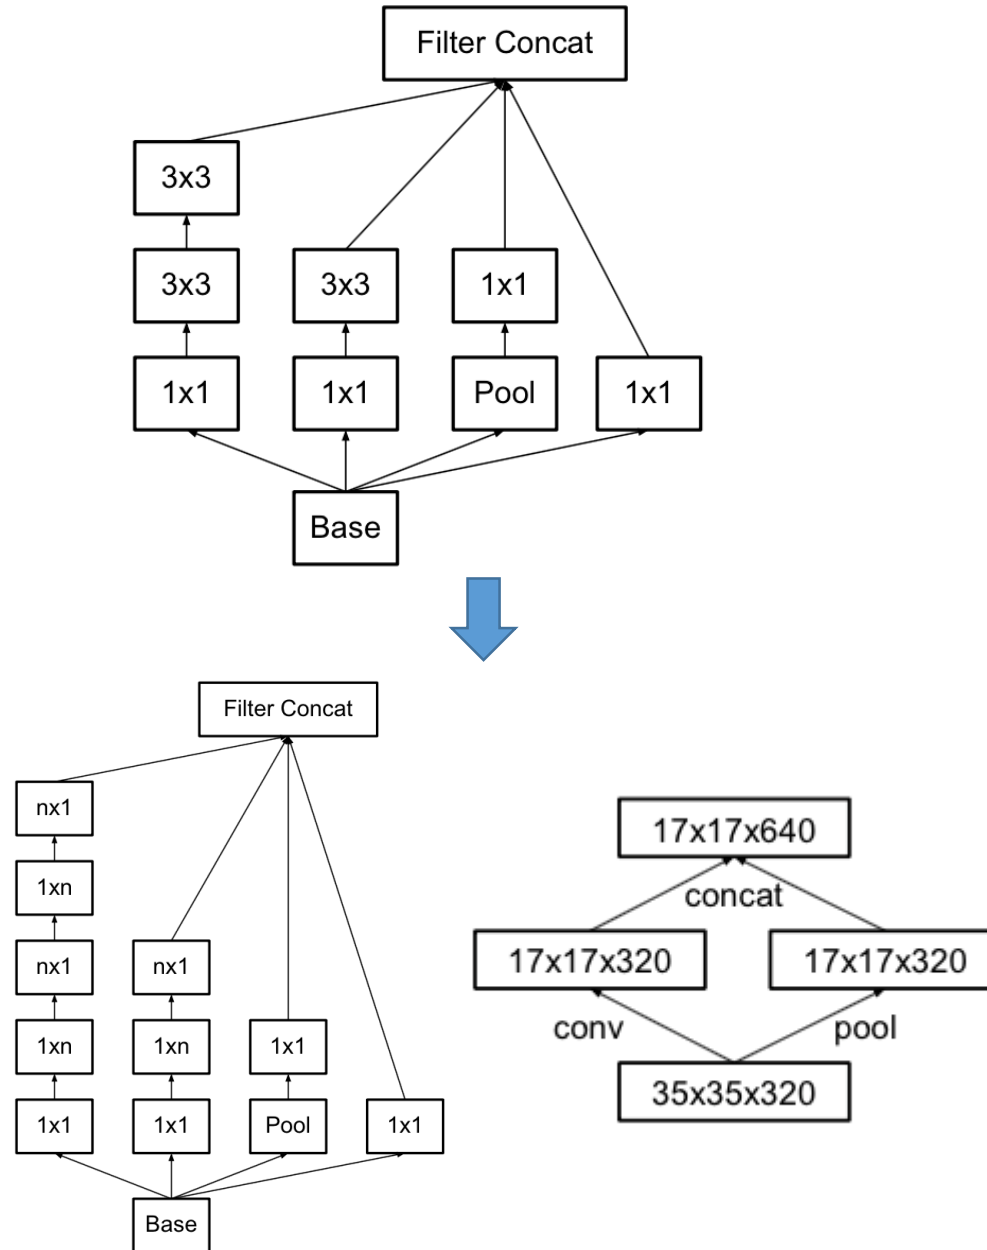 Filter Concat
3x3
3x3 3x3 1x1
1x1 1x1 Pool 1x1
Base
Filter Concat
nx1
1xn
nx1 nx1
1xn 1xn 1x1
1x1 1x1 Pool 1x1
Base
17x17x640
concat
17x17x320 17x17x320
conv pool
35x35x320